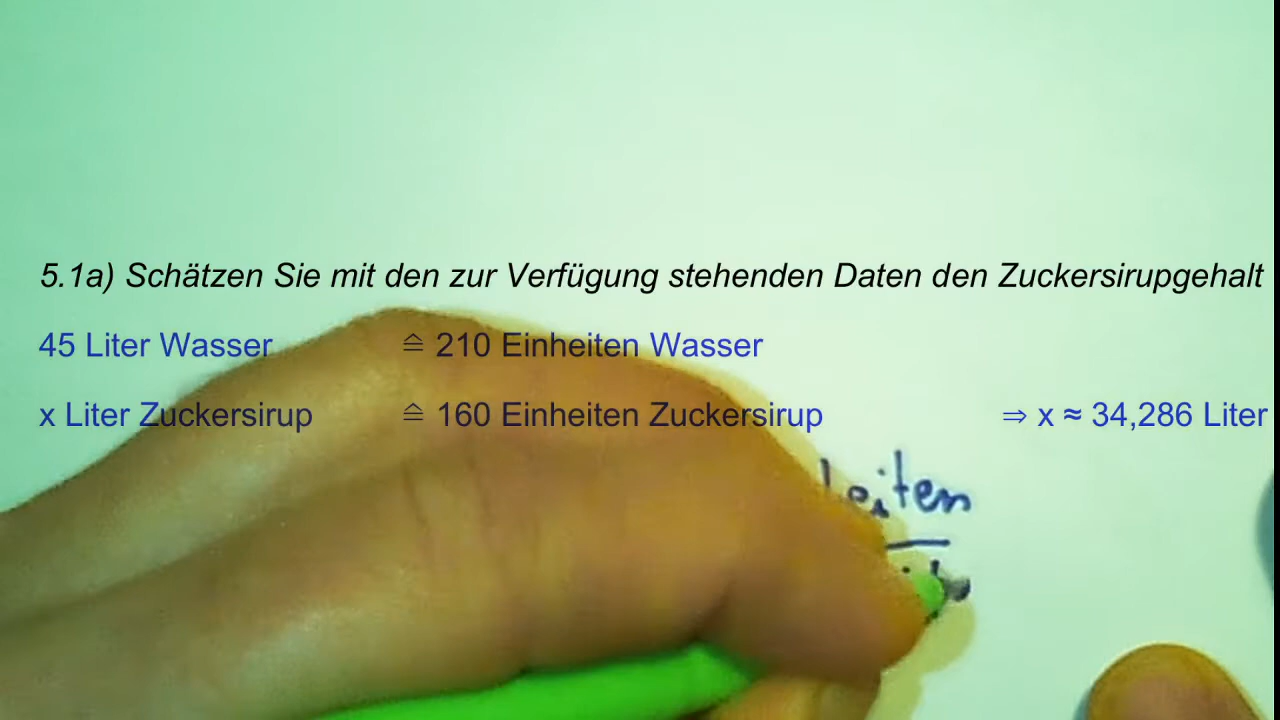 5.1a) Schätzen Sie mit den zur Verfügung stehenden Daten den Zuckersirupgehalt
45 Liter Wasser ≙ 210 Einheiten Wasser
x Liter Zuckersirup ≙ 160 Einheiten Zuckersirup ⇒ x ≈ 34,286 Liter